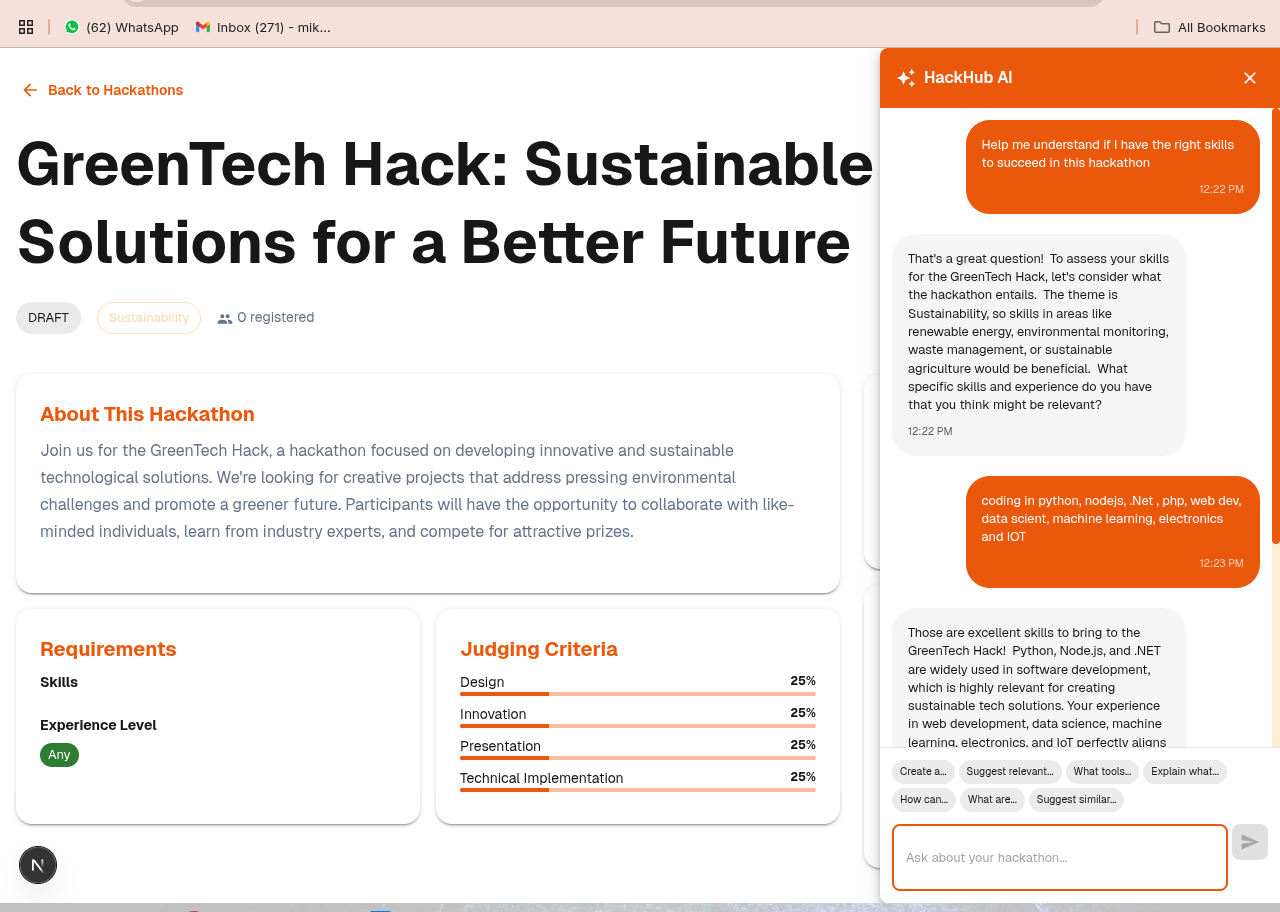 (62) WhatsApp
Inbox (271) - mik...
All Bookmarks
Back to Hackathons
GreenTech Hack: Sustainable
Solutions for a Better Future
DRAFT
Sustainability
0 registered
About This Hackathon
Join us for the GreenTech Hack, a hackathon focused on developing innovative and sustainable
technological solutions. We're looking for creative projects that address pressing environmental
challenges and promote a greener future. Participants will have the opportunity to collaborate with like-
minded individuals, learn from industry experts, and compete for attractive prizes.
Requirements
Skills
Experience Level
Any
Judging Criteria
Design 25%
Innovation 25%
Presentation 25%
Technical Implementation 25%
N
HackHub AI
Help me understand if I have the right skills
to succeed in this hackathon
12:22 PM
That's a great question! To assess your skills
for the GreenTech Hack, let's consider what
the hackathon entails. The theme is
Sustainability, so skills in areas like
renewable energy, environmental monitoring,
waste management, or sustainable
agriculture would be beneficial. What
specific skills and experience do you have
that you think might be relevant?
12:22 PM
coding in python, nodejs, .Net , php, web dev,
data scient, machine learning, electronics
and IOT
12:23 PM
Those are excellent skills to bring to the
GreenTech Hack! Python, Node.js, and .NET
are widely used in software development,
which is highly relevant for creating
sustainable tech solutions. Your experience
in web development, data science, machine
learning, electronics, and IoT perfectly aligns
Create a...
Suggest relevant...
What tools...
Explain what...
How can...
What are...
Suggest similar...
Ask about your hackathon...